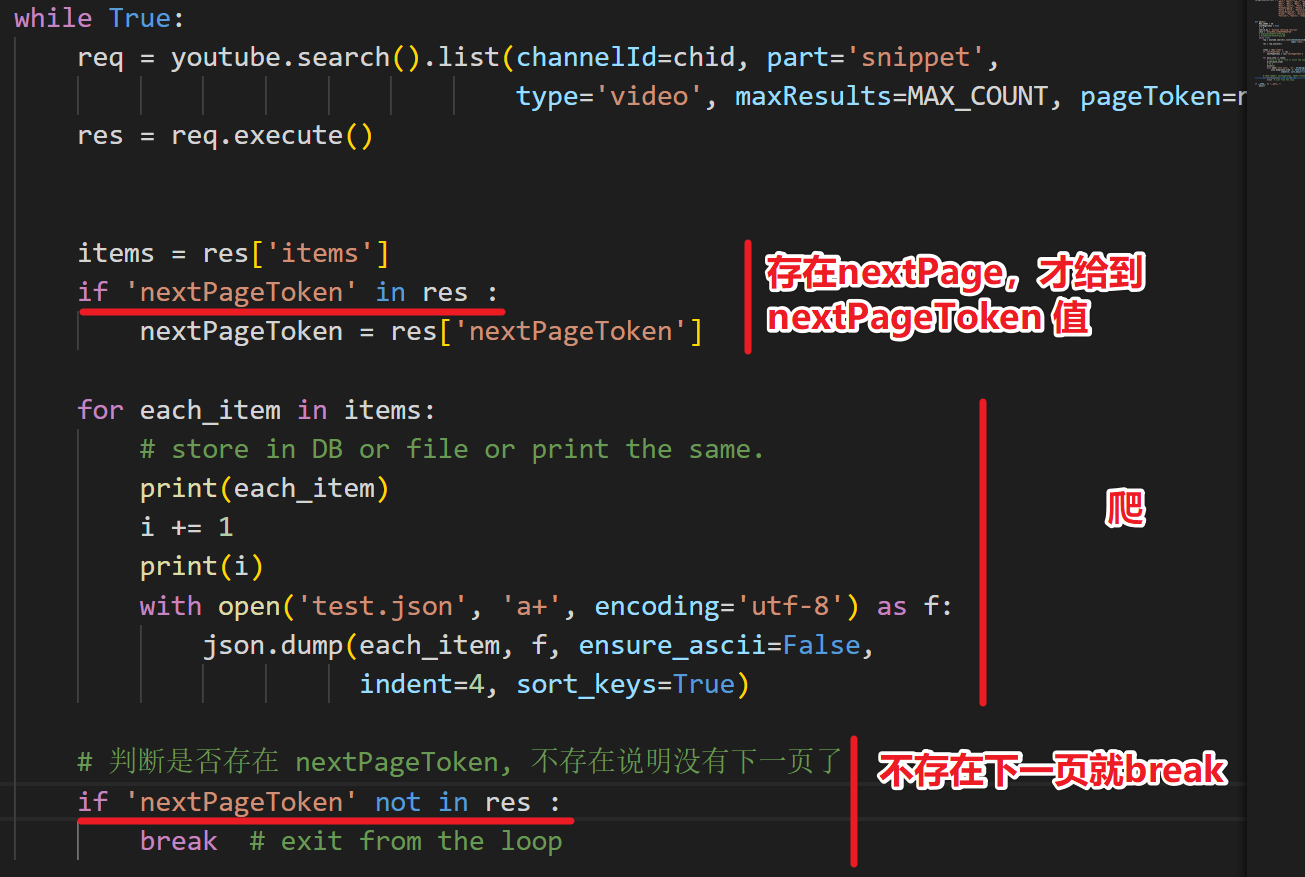 while True:
req = youtube.search().list(channelId=chid, part='snippet',
type='video', maxResults=MAX_COUNT, pageToken=
res = req.execute()
items = res['items']
if 'nextPageToken' in res :
nextPageToken = res['nextPageToken']
存在nextPage，才给到
nextPageToken 值
for each_item in items:
# store in DB or file or print the same.
print(each_item)
i += 1
print(i)
with open('test.json', 'a+', encoding='utf-8') as f:
json.dump(each_item, f, ensure_ascii=False,
indent=4, sort_keys=True)
爬
# 判断是否存在 nextPageToken, 不存在说明没有下一页了
if 'nextPageToken' not in res :
break  # exit from the loop
不存在下一页就break